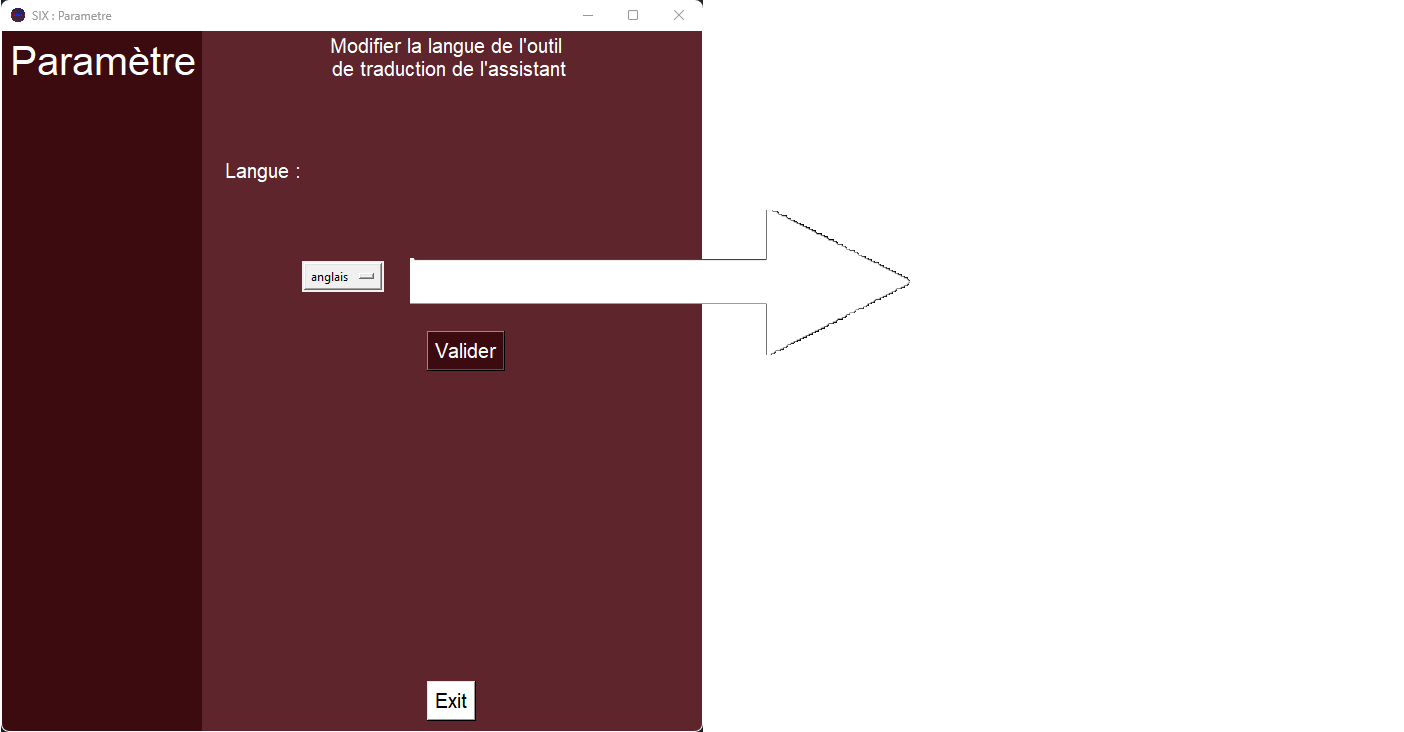 SIX : Parametre
Paramètre
Modifier la langue de l'outil
de traduction de l'assistant
Langue :
anglais
Valider
Exit